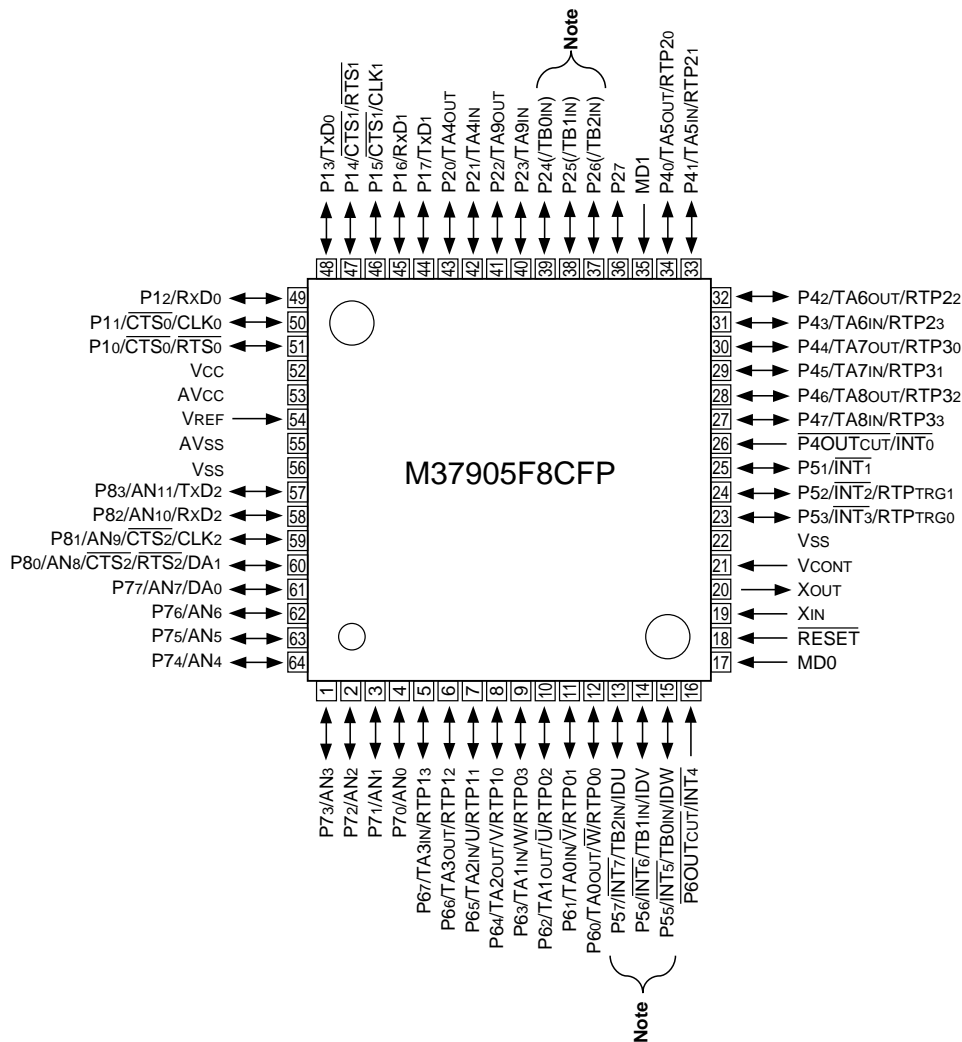 Note
P13/TxD0
P14/CTS1/RTS1
P15/CTS1/CLK1
P16/RxD1
P17/TxD1
P20/TA4OUT
P21/TA4IN
P22/TA9OUT
P23/TA9IN
P24(/TB0IN)
P25(/TB1IN)
P26(/TB2IN)
P27
MD1
P40/TA5OUT/RTP20
P41/TA5IN/RTP21
48 47 46 45 44 43 42 41 40 39 38 37 36 35 34 33
P12/RxD0 49
P11/CTS0/CLK0 50
P10/CTS0/RTS0 51
VCC 52
AVCC 53
VREF 54
AVSS 55
VSS 56
P83/AN11/TxD2 57
P82/AN10/RxD2 58
P81/AN9/CTS2/CLK2 59
P80/AN8/CTS2/RTS2/DA1 60
P77/AN7/DA0 61
P76/AN6 62
P75/AN5 63
P74/AN4 64
M37905F8CFP
32 P42/TA6OUT/RTP22
31 P43/TA6IN/RTP23
30 P44/TA7OUT/RTP30
29 P45/TA7IN/RTP31
28 P46/TA8OUT/RTP32
27 P47/TA8IN/RTP33
26 P4OUTCUT/INT0
25 P51/INT1
24 P52/INT2/RTPTRG1
23 P53/INT3/RTPTRG0
22 VSS
21 VCONT
20 XOUT
19 XIN
18 RESET
17 MD0
1 2 3 4 5 6 7 8 9 10 11 12 13 14 15 16
P73/AN3
P72/AN2
P71/AN1
P70/AN0
P67/TA3IN/RTP13
P66/TA3OUT/RTP12
P65/TA2IN/U/RTP11
P64/TA2OUT/V/RTP10
P63/TA1IN/W/RTP03
P62/TA1OUT/U/RTP02
P61/TA0IN/V/RTP01
P60/TA0OUT/W/RTP00
P57/INT7/TB2IN/IDU
P56/INT6/TB1IN/IDV
P55/INT5/TB0IN/IDW
P6OUTCUT/INT4
Note